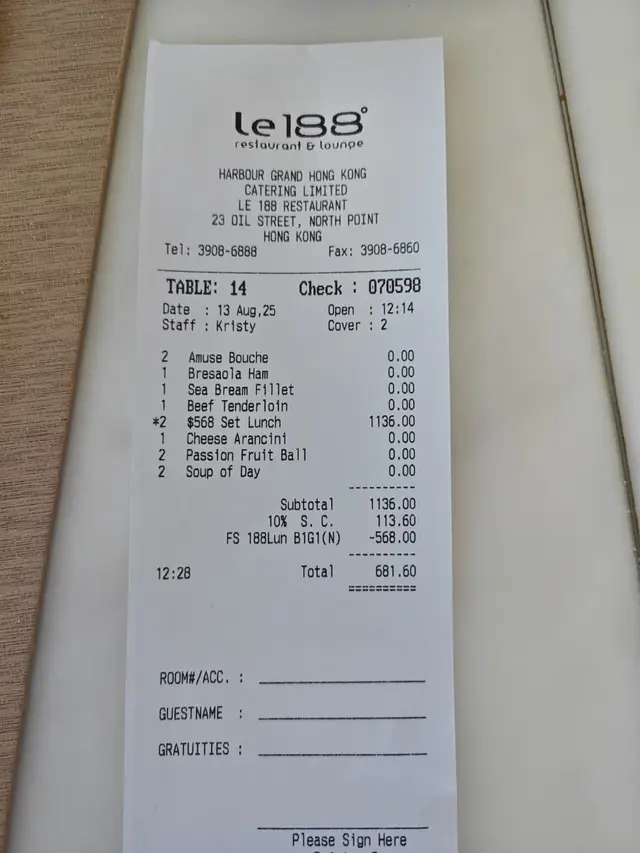 le188°
restaurant & lounge
HARBOUR GRAND HONG KONG
CATERING LIMITED
LE 188 RESTAURANT
23 OIL STREET, NORTH POINT
HONG KONG
Tel: 3908-6888 Fax: 3908-6860
TABLE: 14 Check : 070598
Date : 13 Aug,25 Open : 12:14
Staff : Kristy Cover : 2
2 Amuse Bouche 0.00
1 Bresaola Ham 0.00
1 Sea Bream Fillet 0.00
1 Beef Tenderloin 0.00
*2 $568 Set Lunch 1136.00
1 Cheese Arancini 0.00
2 Passion Fruit Ball 0.00
2 Soup of Day 0.00
----------
Subtotal 1136.00
10% S. C. 113.60
FS 188Lun B1G1(N) -568.00
----------
12:28 Total 681.60
==========
ROOM#/ACC. :
GUESTNAME :
GRATUITIES :
Please Sign Here